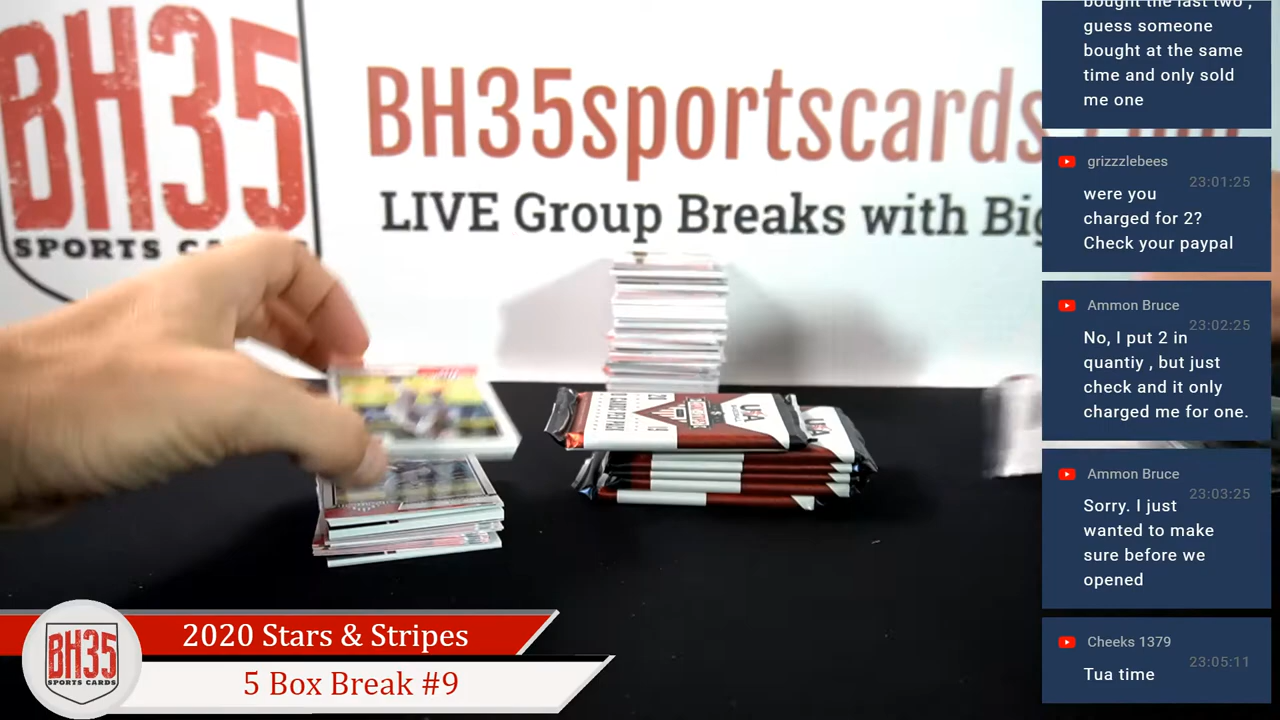 BH35
SPORTS CARDS
BH35sportscards
LIVE Group Breaks with Big
bought the last two ,
guess someone
bought at the same
time and only sold
me one
grizzzlebees
23:01:25
were you
charged for 2?
Check your paypal
Ammon Bruce
23:02:25
No, I put 2 in
quantiy , but just
check and it only
charged me for one.
Ammon Bruce
23:03:25
Sorry. I just
wanted to make
sure before we
opened
Cheeks 1379
23:05:11
Tua time
USA
USA
2020 Stars & Stripes
5 Box Break #9
BH35
SPORTS CARDS